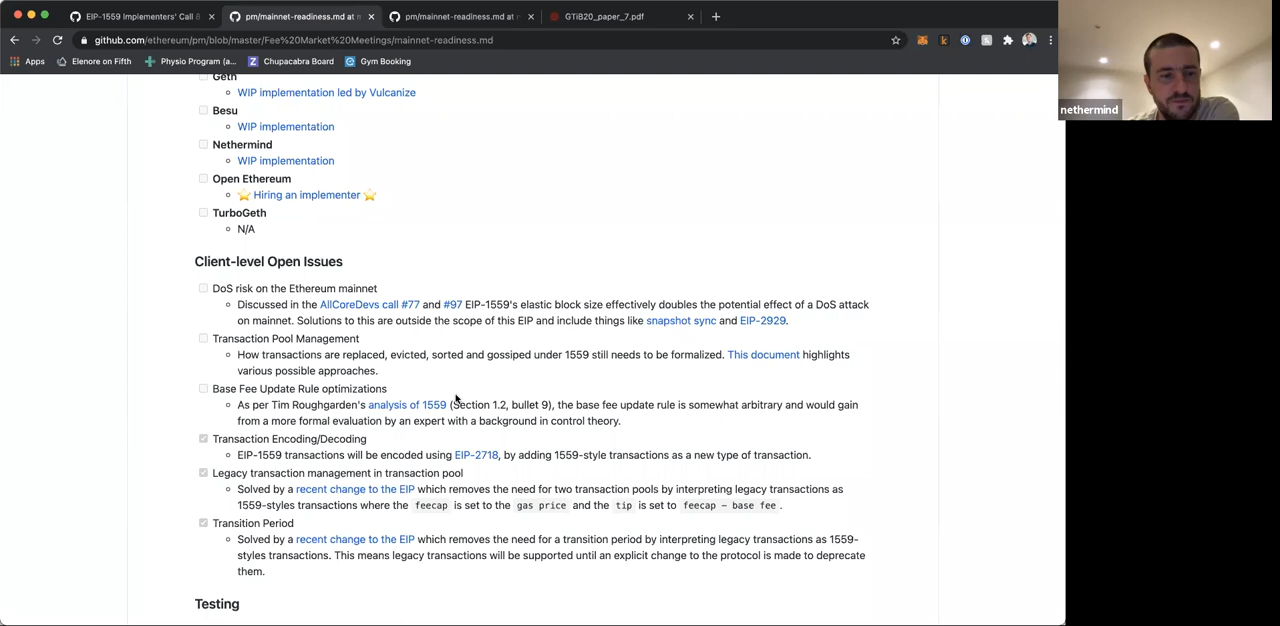 EIP-1559 Implementers' Call 8
pm/mainnet-readiness.md at m
pm/mainnet-readiness.md at
GTiB20_paper_7.pdf
github.com/ethereum/pm/blob/master/Fee%20Market%20Meetings/mainnet-readiness.md
Apps
Elenore on Fifth
Physio Program (a...
Chupacabra Board
Gym Booking
nethermind
Geth
WIP implementation led by Vulcanize
Besu
WIP implementation
Nethermind
WIP implementation
Open Ethereum
⭐ Hiring an implementer ⭐
TurboGeth
N/A
Client-level Open Issues
DoS risk on the Ethereum mainnet
Discussed in the AllCoreDevs call #77 and #97 EIP-1559's elastic block size effectively doubles the potential effect of a DoS attack
on mainnet. Solutions to this are outside the scope of this EIP and include things like snapshot sync and EIP-2929.
Transaction Pool Management
How transactions are replaced, evicted, sorted and gossiped under 1559 still needs to be formalized. This document highlights
various possible approaches.
Base Fee Update Rule optimizations
As per Tim Roughgarden's analysis of 1559 (Section 1.2, bullet 9), the base fee update rule is somewhat arbitrary and would gain
from a more formal evaluation by an expert with a background in control theory.
Transaction Encoding/Decoding
EIP-1559 transactions will be encoded using EIP-2718, by adding 1559-style transactions as a new type of transaction.
Legacy transaction management in transaction pool
Solved by a recent change to the EIP which removes the need for two transaction pools by interpreting legacy transactions as
1559-styles transactions where the feecap is set to the gas price and the tip is set to feecap - base fee.
Transition Period
Solved by a recent change to the EIP which removes the need for a transition period by interpreting legacy transactions as 1559-
styles transactions. This means legacy transactions will be supported until an explicit change to the protocol is made to deprecate
them.
Testing